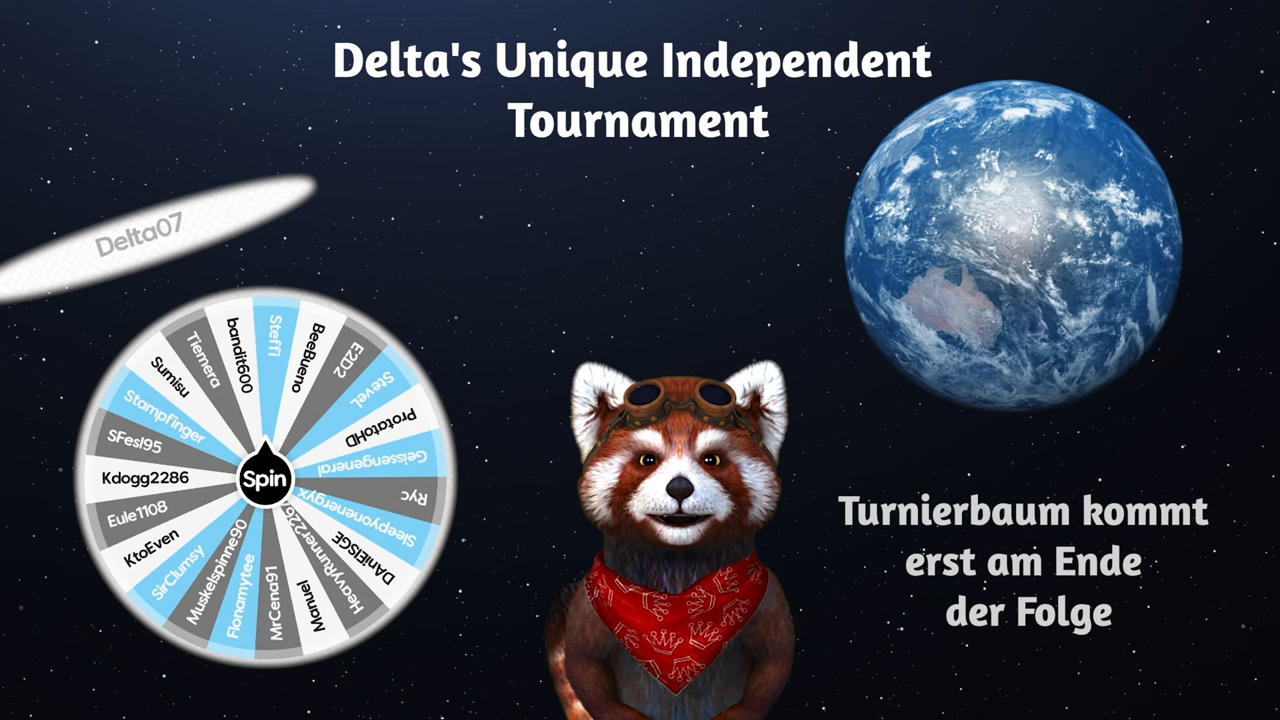 Delta's Unique Independent
Tournament
Delta07
Steffi
BeeBueno
E2D2
SteveL
ProtatoHD
Geissengeneral
Ryc
Sleepyonenergyx
DAniElSGE
HeavyRunner226
Manuel
MrCena91
Fionamytee
Muskelspinne90
SirClumsy
KtoEven
Eule1108
Kdogg2286
SFesl95
Stampfinger
Sumisu
Tiemera
bandit600
Spin
Turnierbaum kommt
erst am Ende
der Folge